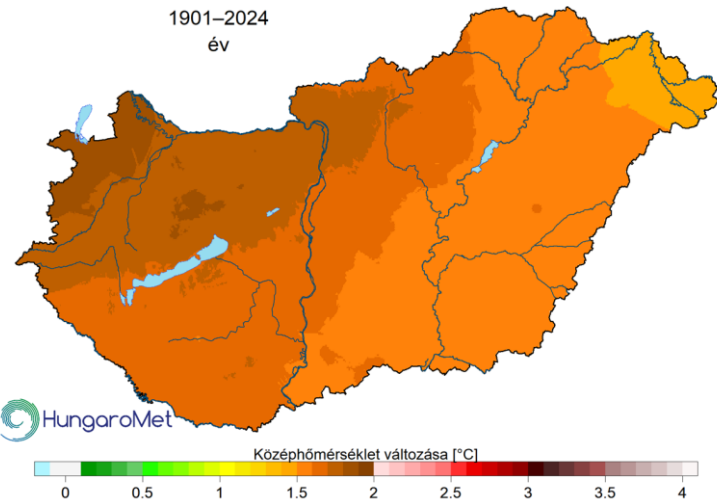 1901–2024
év
HungaroMet
Középhőmérséklet változása [°C]
0 0.5 1 1.5 2 2.5 3 3.5 4